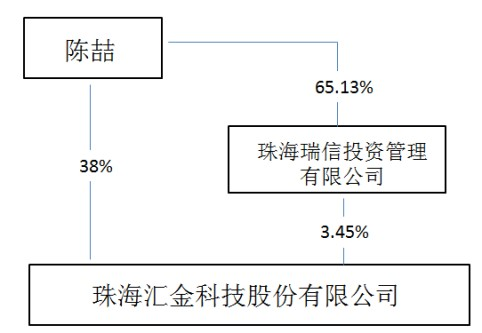 陈喆
65.13%
珠海瑞信投资管理
有限公司
38%
3.45%
珠海汇金科技股份有限公司